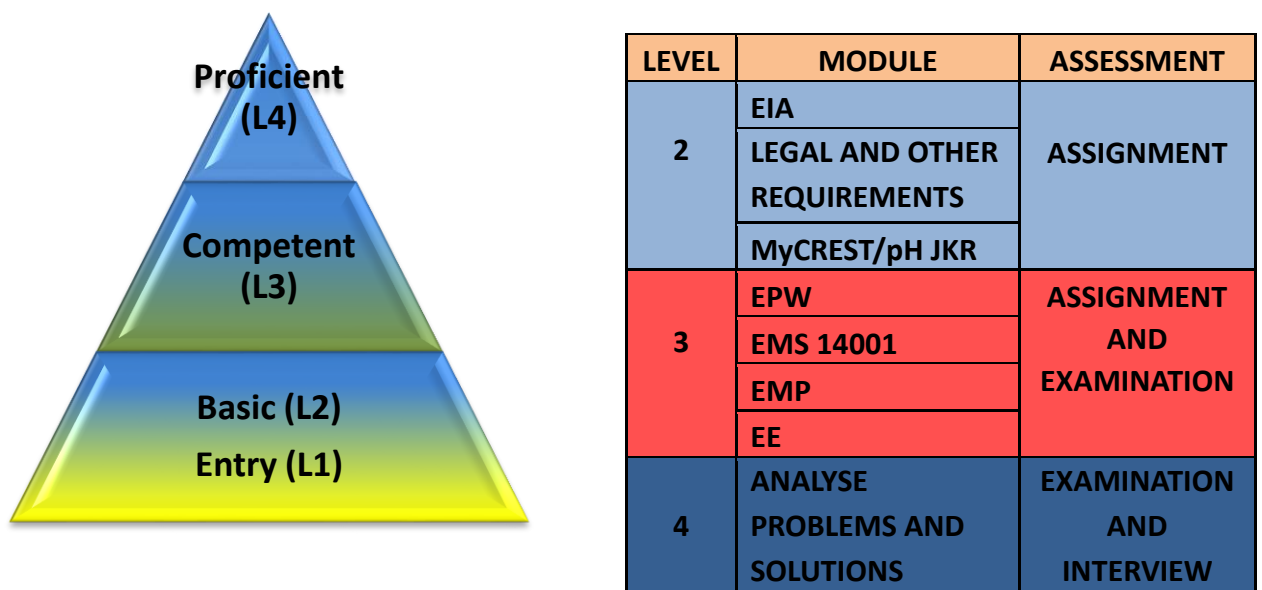 Proficient
(L4)
Competent
(L3)
Basic (L2)
Entry (L1)
LEVEL MODULE ASSESSMENT
2
EIA
LEGAL AND OTHER
REQUIREMENTS
MyCREST/pH JKR
ASSIGNMENT
3
EPW
EMS 14001
EMP
EE
ASSIGNMENT
AND
EXAMINATION
4
ANALYSE
PROBLEMS AND
SOLUTIONS
EXAMINATION
AND
INTERVIEW